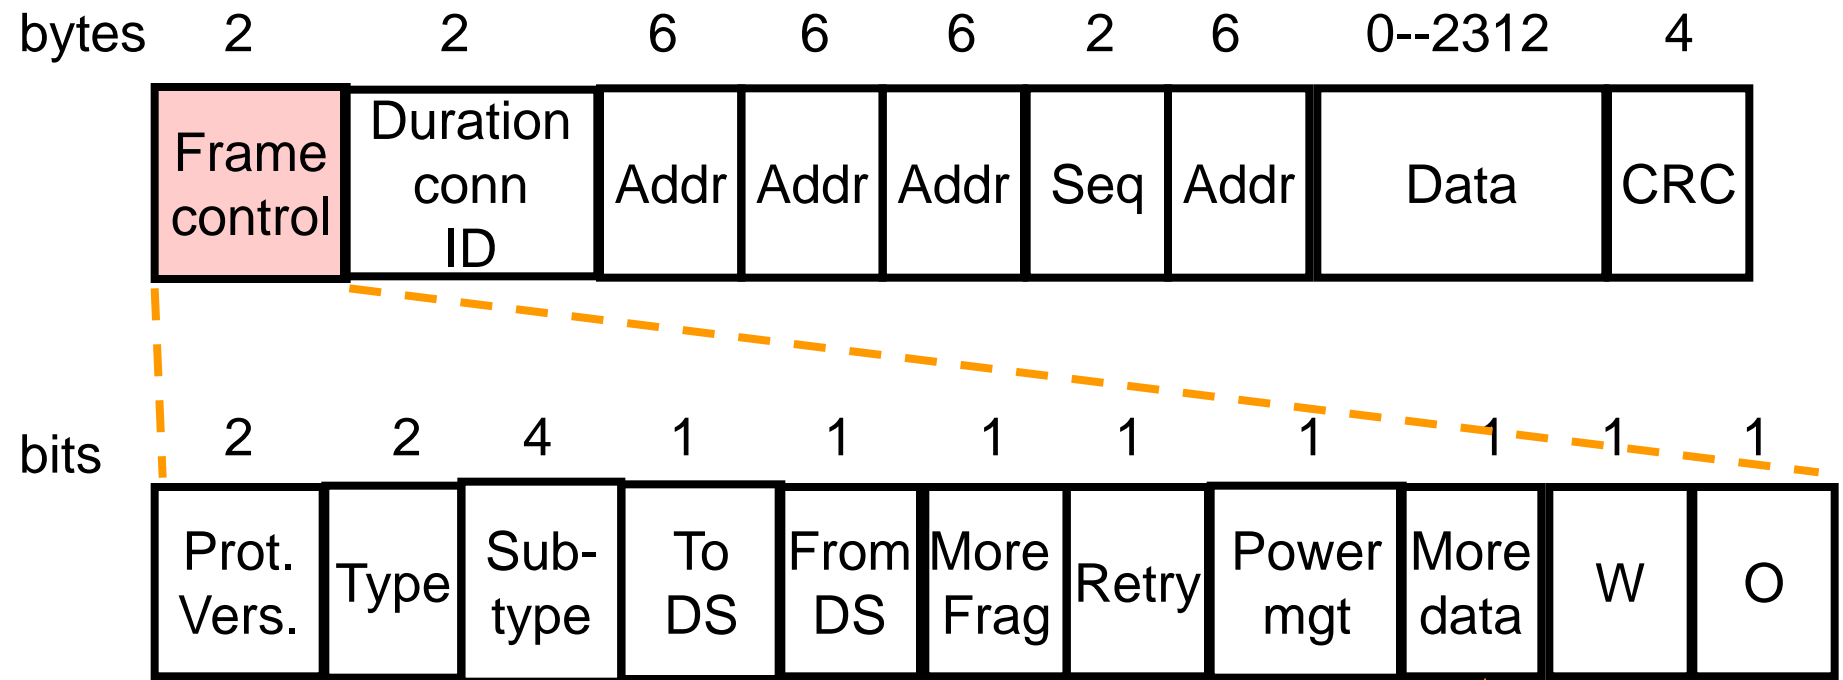 bytes 2 2 6 6 6 2 6 0--2312 4
Frame control
Duration conn ID
Addr
Addr
Addr
Seq
Addr
Data
CRC
bits 2 2 4 1 1 1 1 1 1 1 1
Prot. Vers.
Type
Sub-type
To DS
From DS
More Frag
Retry
Power mgt
More data
W
O